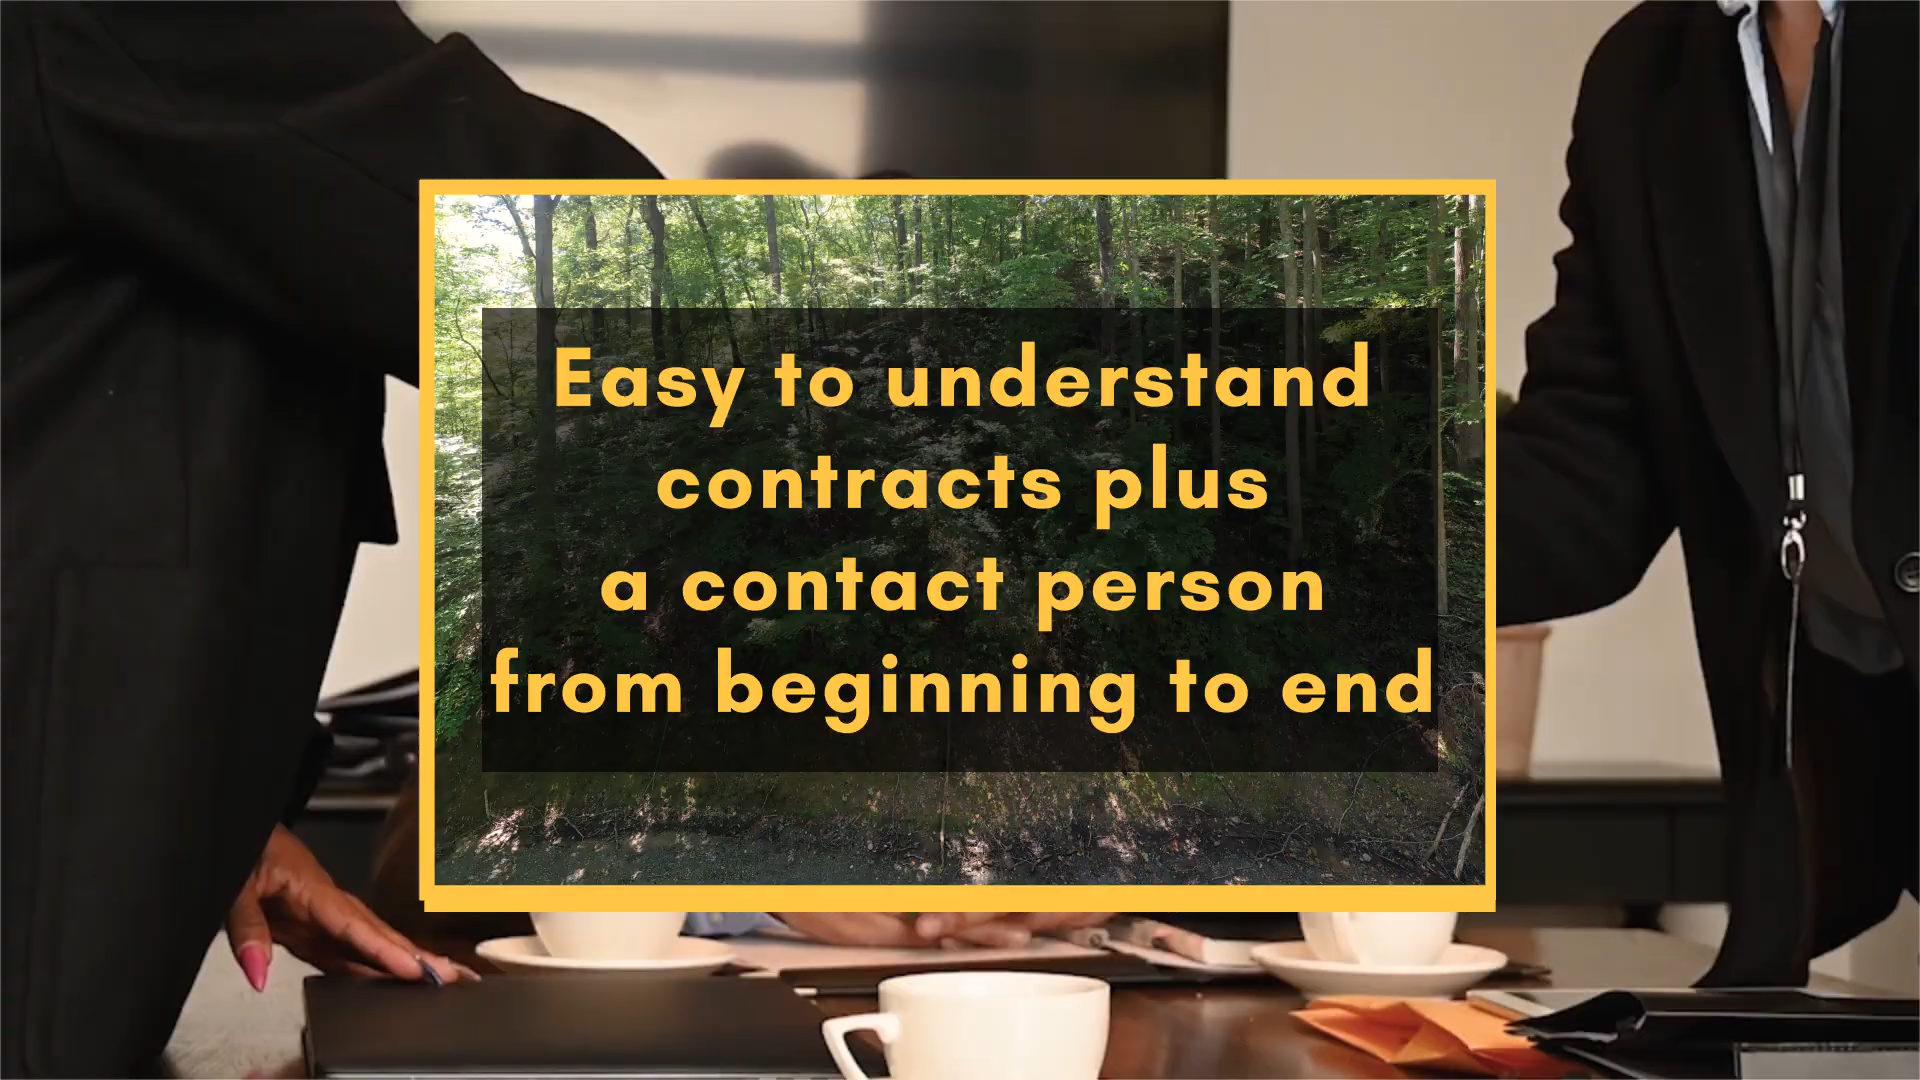 Easy to understand
contracts plus
a contact person
from beginning to end